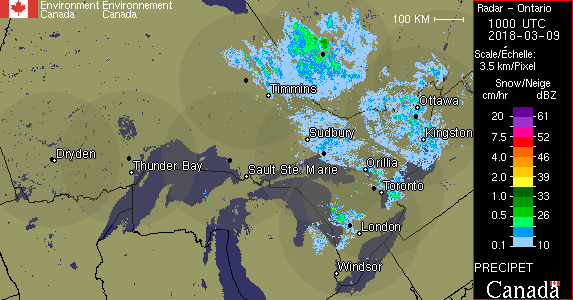 Environment Environnement
Canada Canada
100 KM
Timmins
Ottawa
Sudbury
Kingston
Dryden
Thunder Bay
Sault Ste. Marie
Orillia
Toronto
London
Windsor
Radar - Ontario
1000 UTC
2018-03-09
Scale/Échelle:
3.5 km/Pixel
Snow/Neige
cm/hr dBZ
20 61
7.5 52
4.0 46
2.0 39
1.0 33
0.5 26
0.1 10
PRECIPET
Canada